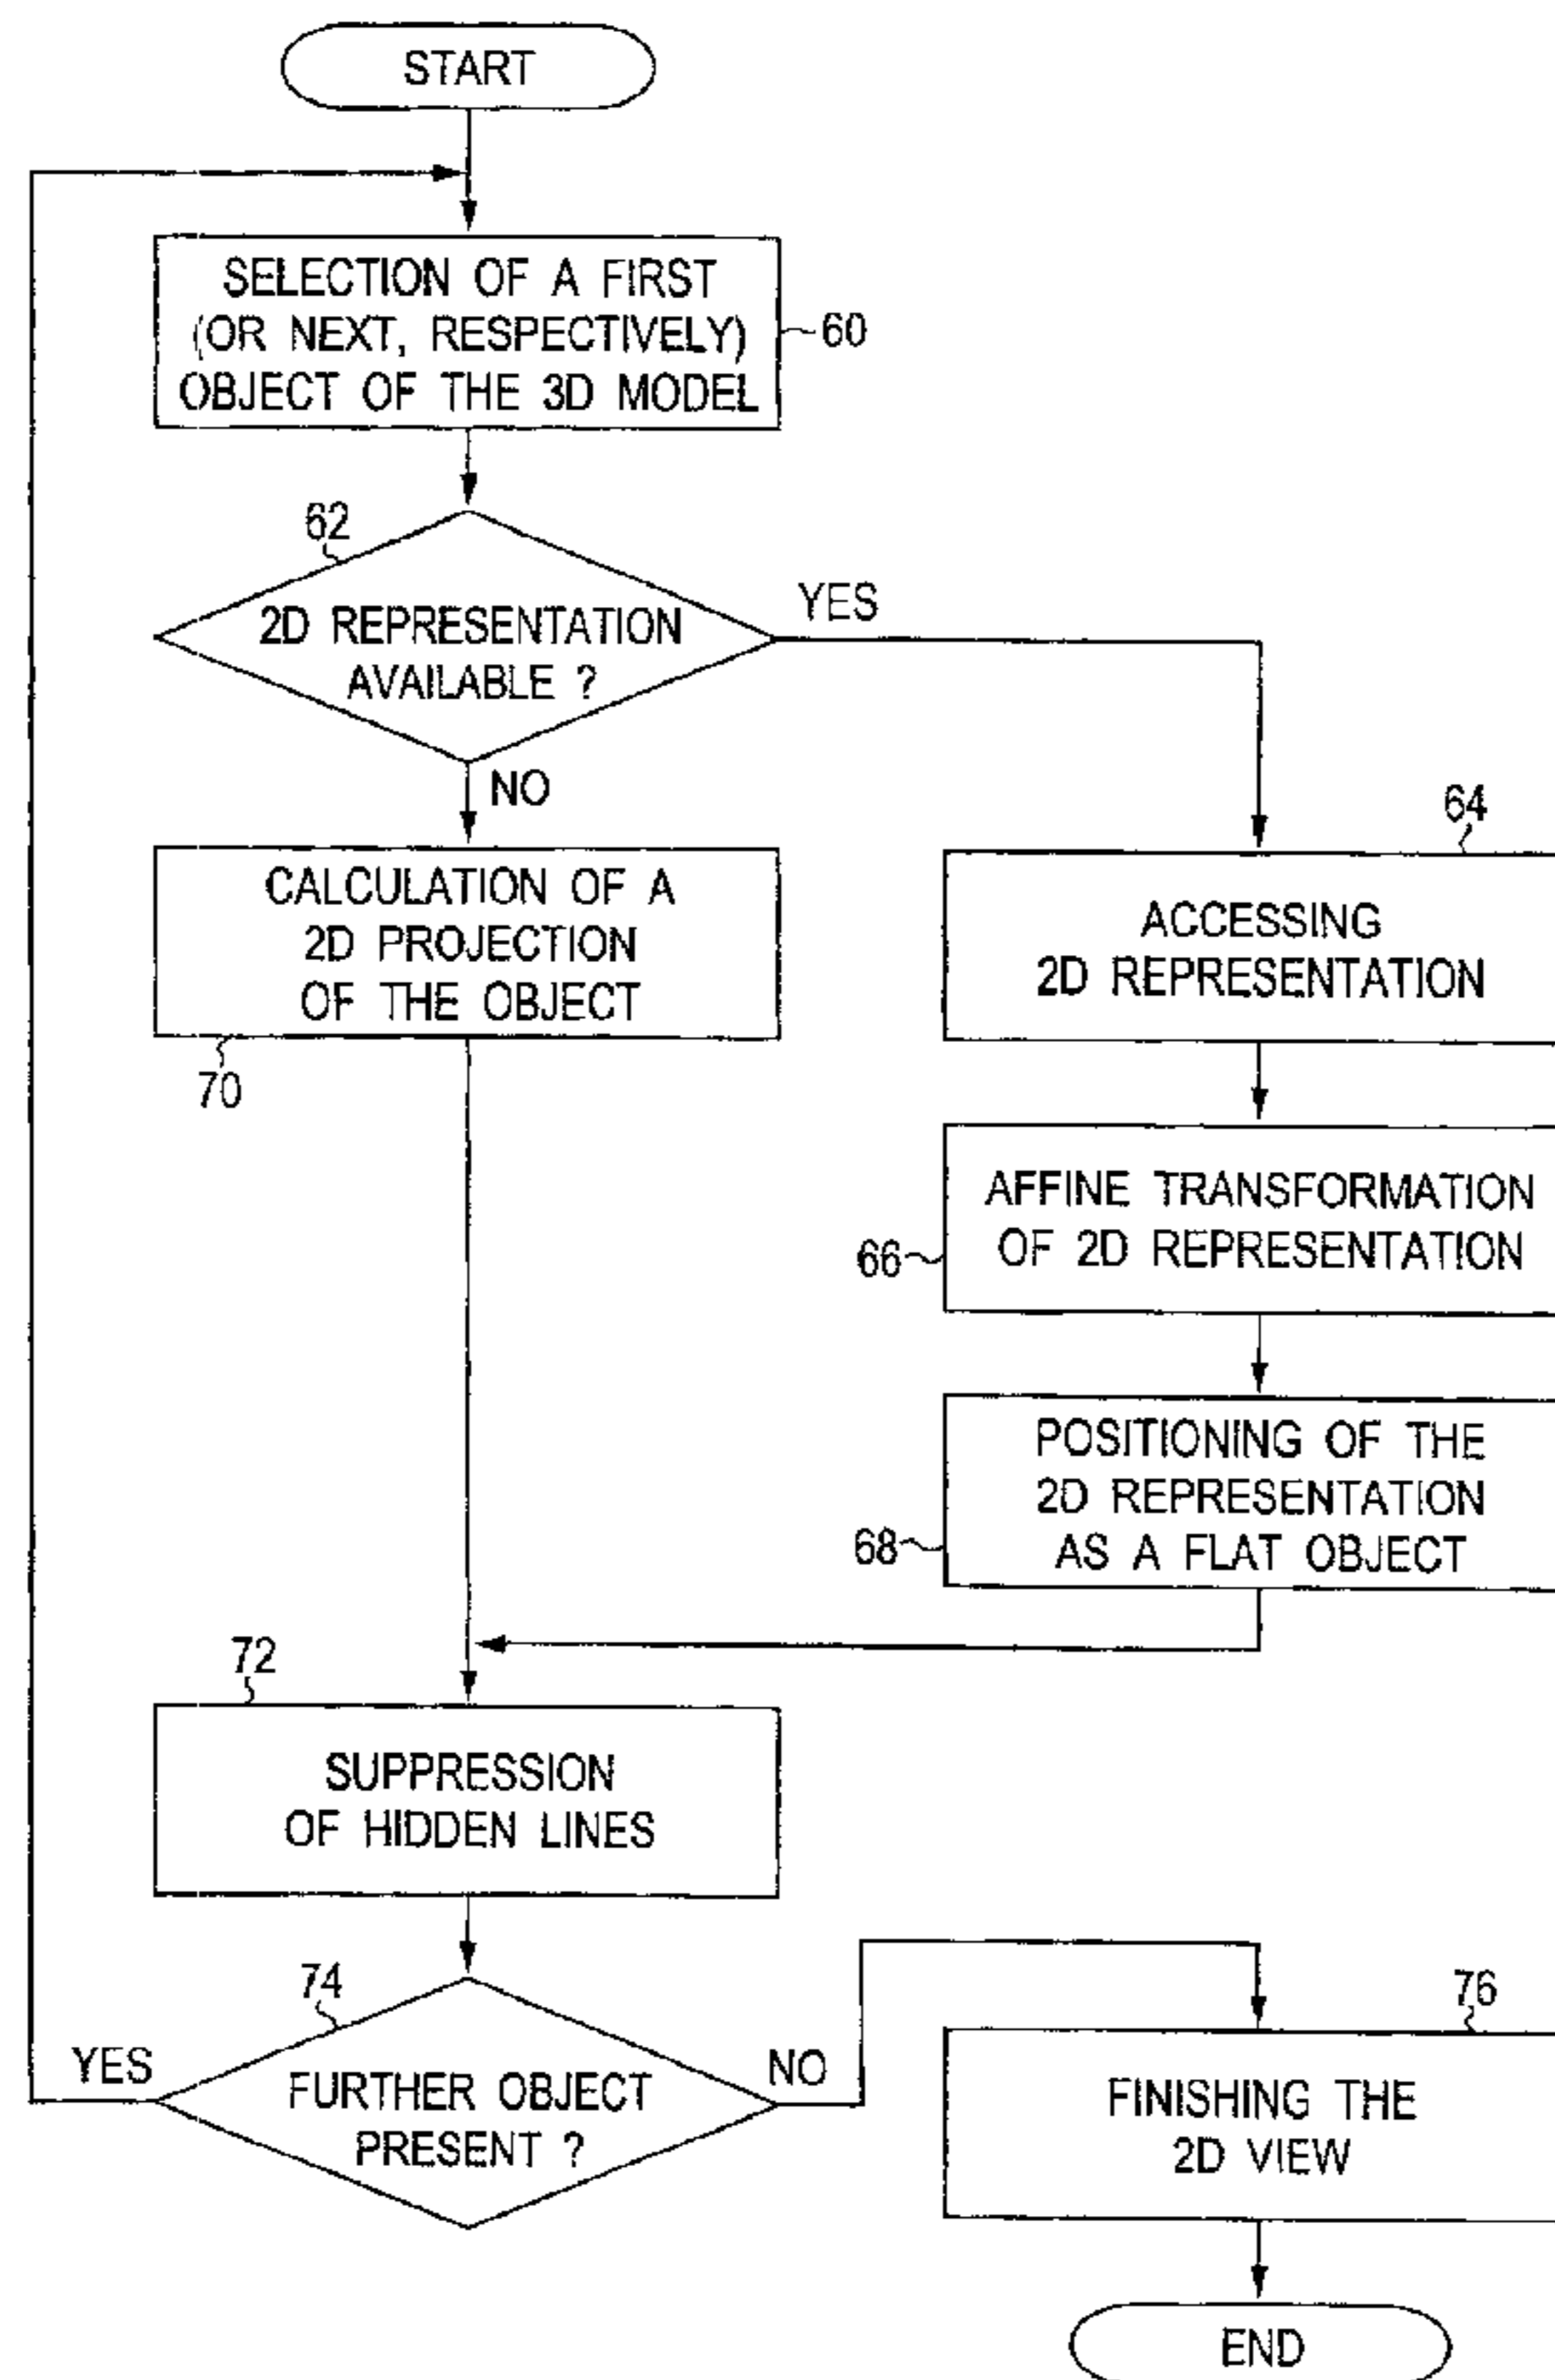 START
SELECTION OF A FIRST
(OR NEXT, RESPECTIVELY)
OBJECT OF THE 3D MODEL
60
62
2D REPRESENTATION
AVAILABLE ?
YES
NO
CALCULATION OF A
2D PROJECTION
OF THE OBJECT
70
64
ACCESSING
2D REPRESENTATION
AFFINE TRANSFORMATION
OF 2D REPRESENTATION
66
POSITIONING OF THE
2D REPRESENTATION
AS A FLAT OBJECT
68
72
SUPPRESSION
OF HIDDEN LINES
74
FURTHER OBJECT
PRESENT ?
YES
NO
76
FINISHING THE
2D VIEW
END